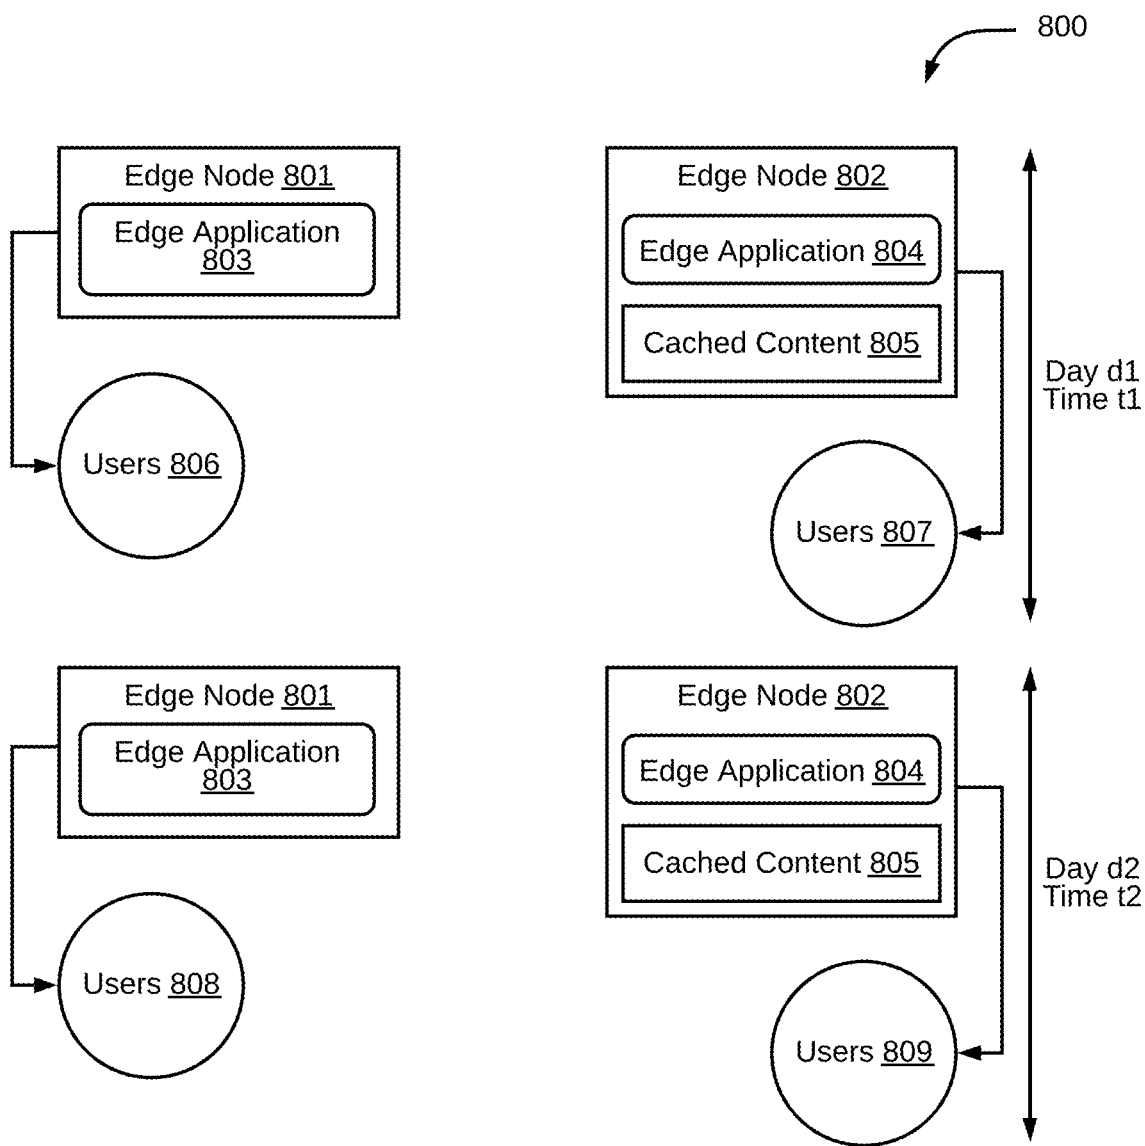 800
Edge Node 801
Edge Application
803
Users 806
Edge Node 802
Edge Application 804
Cached Content 805
Users 807
Day d1
Time t1
Edge Node 801
Edge Application
803
Users 808
Edge Node 802
Edge Application 804
Cached Content 805
Users 809
Day d2
Time t2